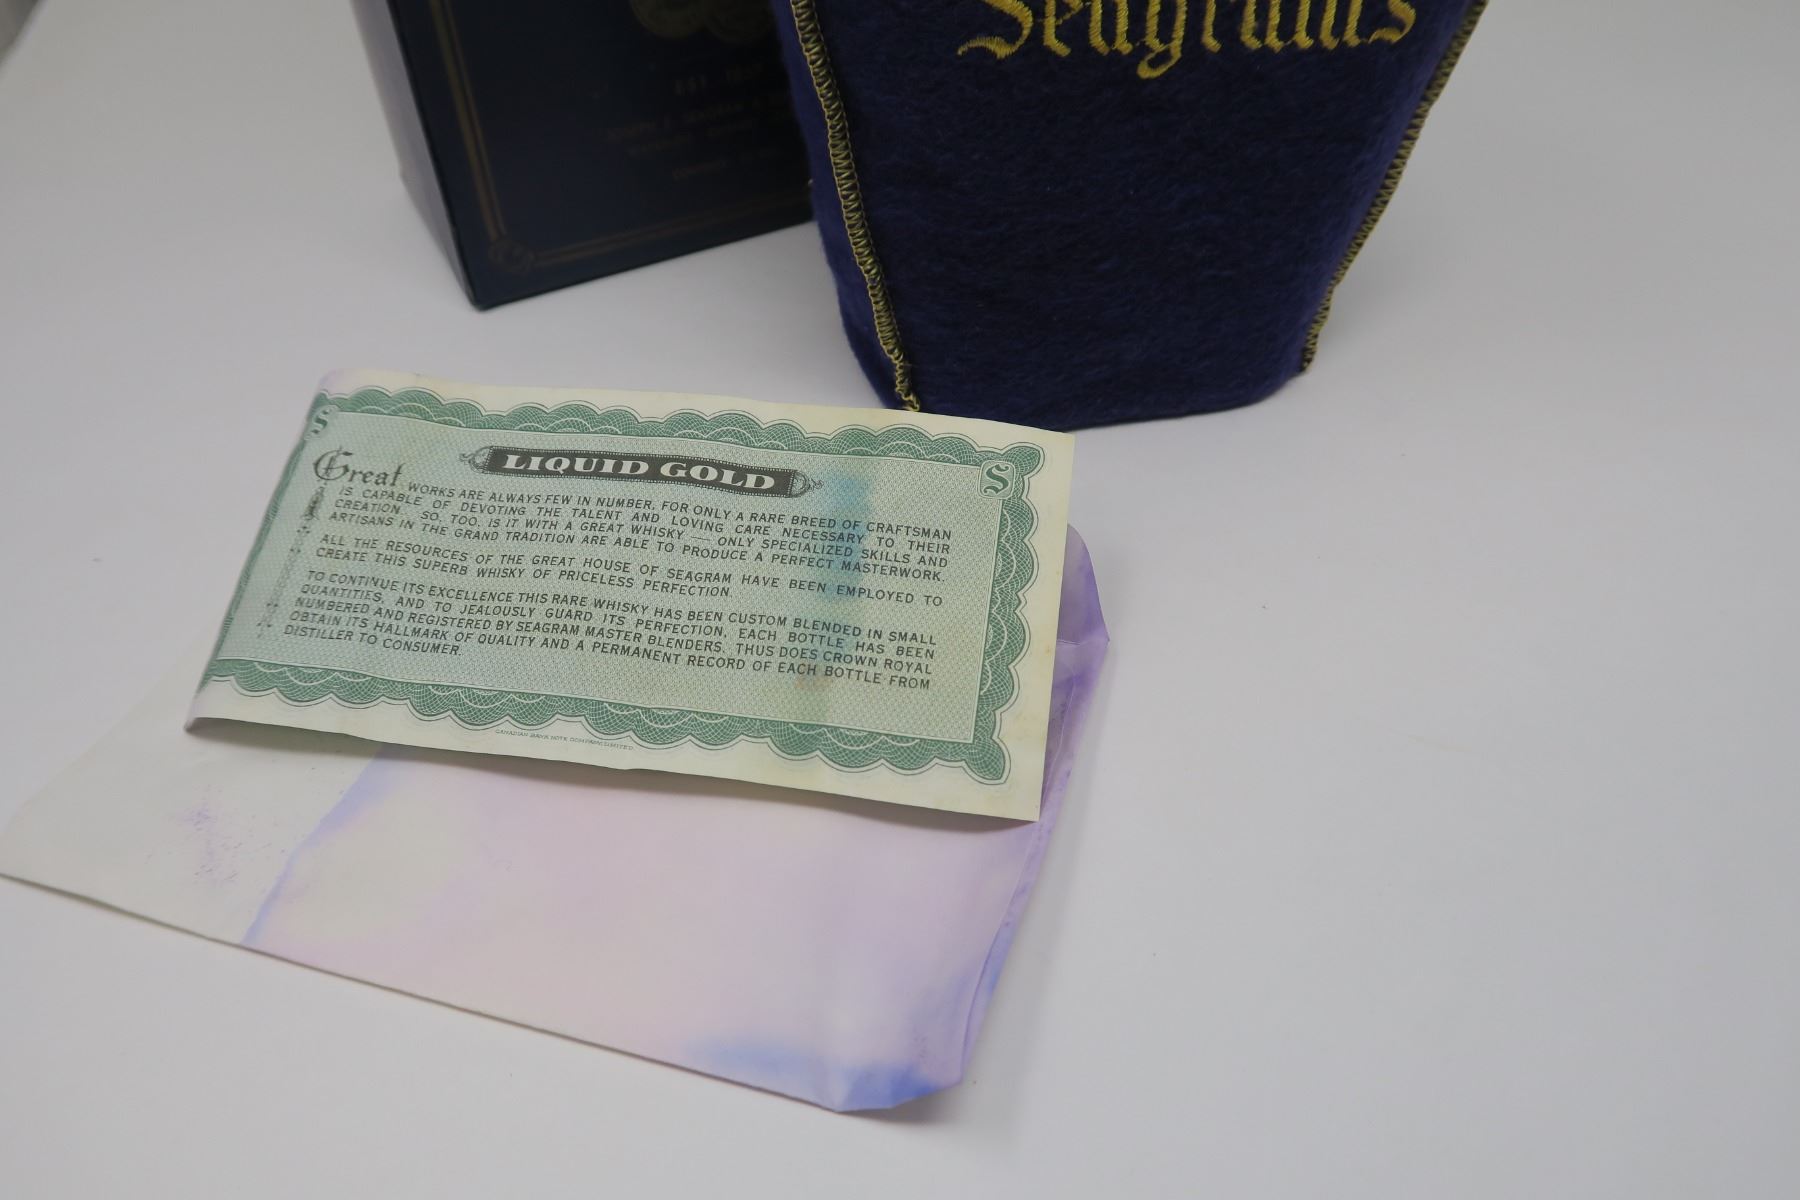 Seagram's
EST. 1857
LIQUID GOLD
$
$
Great WORKS ARE ALWAYS FEW IN NUMBER, FOR ONLY A RARE BREED OF CRAFTSMAN
IS CAPABLE OF DEVOTING THE TALENT AND LOVING CARE NECESSARY TO THEIR
CREATION. SO, TOO, IS IT WITH A GREAT WHISKY — ONLY SPECIALIZED SKILLS AND
ARTISANS IN THE GRAND TRADITION ARE ABLE TO PRODUCE A PERFECT MASTERWORK.
ALL THE RESOURCES OF THE GREAT HOUSE OF SEAGRAM HAVE BEEN EMPLOYED TO
CREATE THIS SUPERB WHISKY OF PRICELESS PERFECTION.
TO CONTINUE ITS EXCELLENCE THIS RARE WHISKY HAS BEEN CUSTOM BLENDED IN SMALL
QUANTITIES, AND TO JEALOUSLY GUARD ITS PERFECTION, EACH BOTTLE HAS BEEN
NUMBERED AND REGISTERED BY SEAGRAM MASTER BLENDERS. THUS DOES CROWN ROYAL
OBTAIN ITS HALLMARK OF QUALITY AND A PERMANENT RECORD OF EACH BOTTLE FROM
DISTILLER TO CONSUMER.
CANADIAN BANK NOTE COMPANY, LIMITED